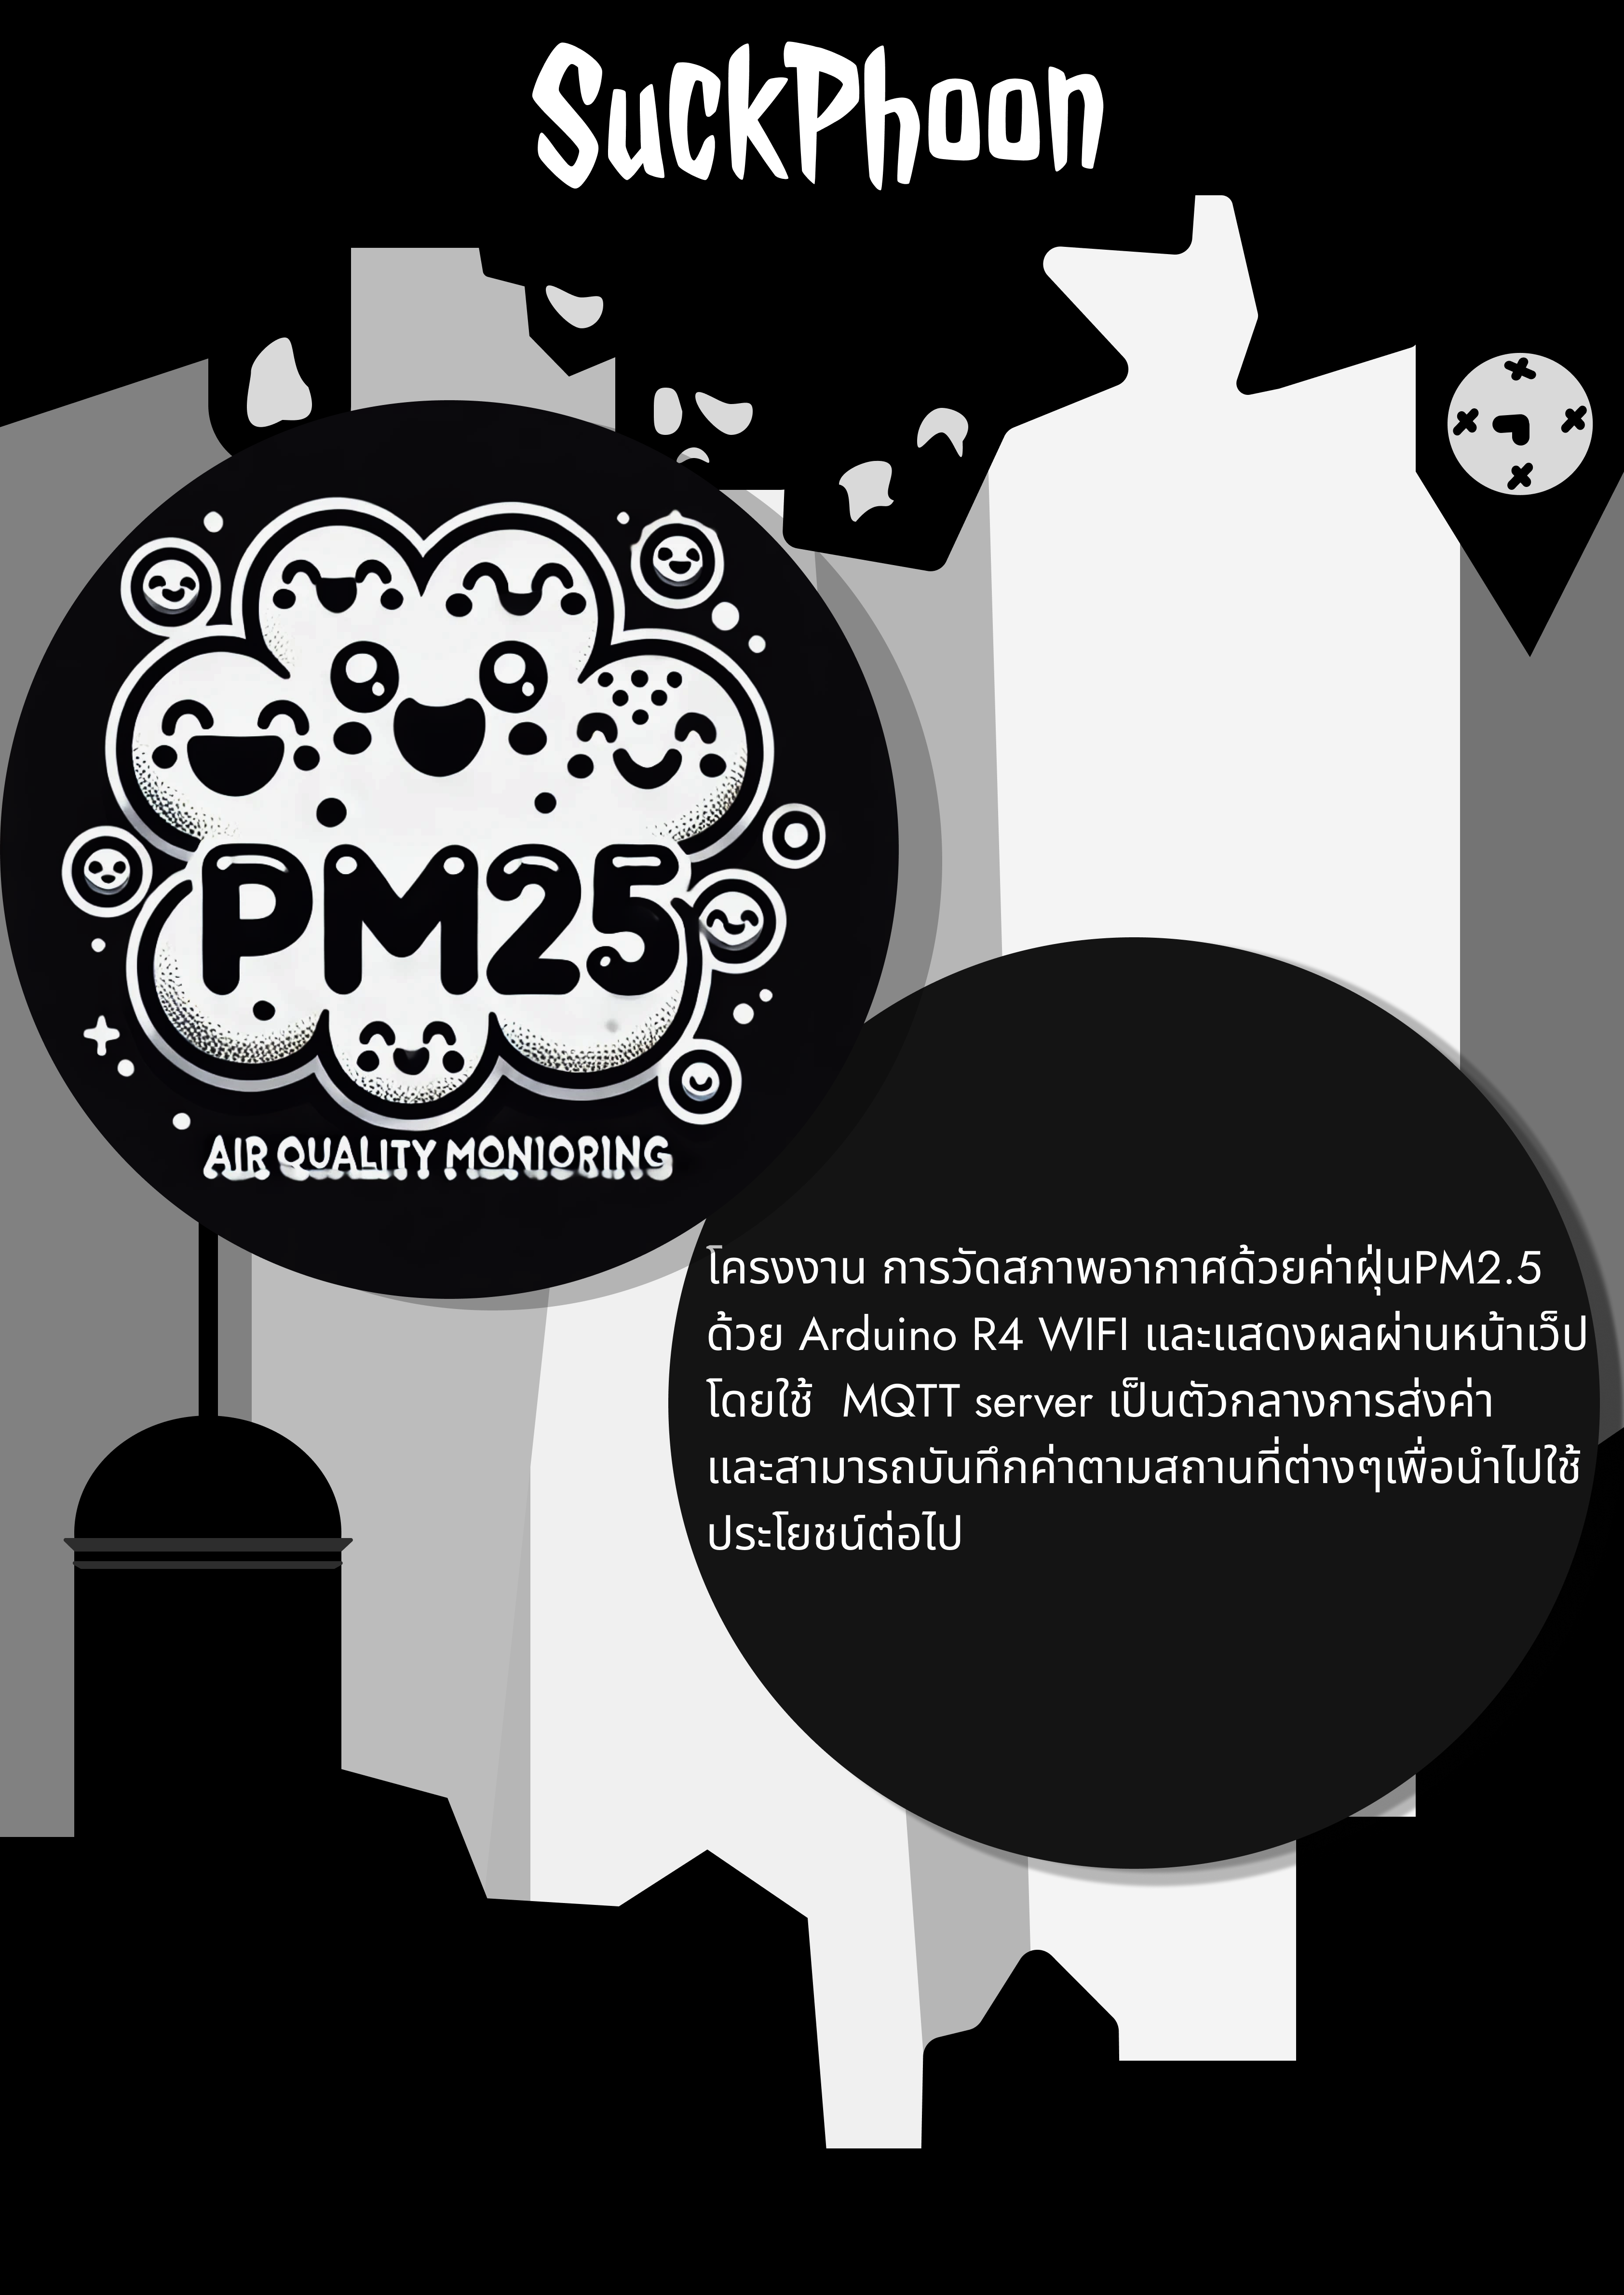 SuckPhoon
PM25
AIR QUALITY MONIORING
โครงงาน การวัดสภาพอากาศด้วยค่าฝุ่นPM2.5
ด้วย Arduino R4 WIFI และแสดงผลผ่านหน้าเว็ป
โดยใช้ MQTT server เป็นตัวกลางการส่งค่า
และสามารถบันทึกค่าตามสถานที่ต่างๆเพื่อนำไปใช้
ประโยชน์ต่อไป